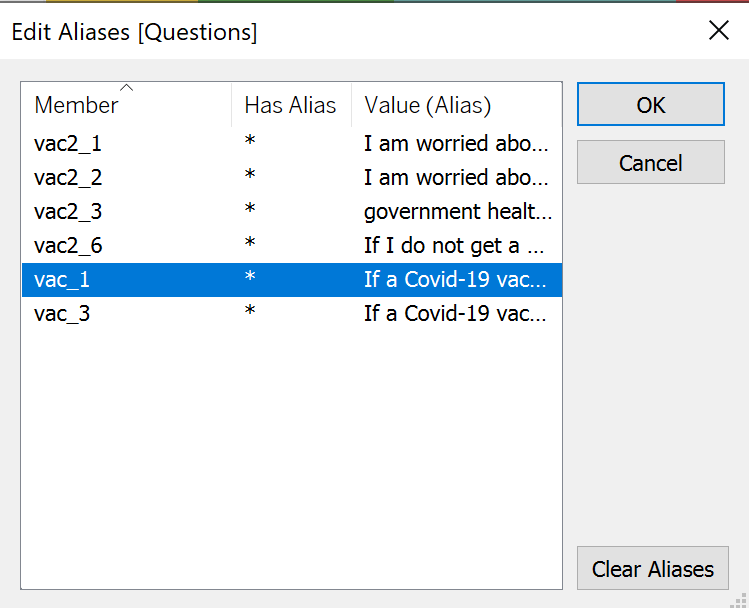 Edit Aliases [Questions]
Member Has Alias Value (Alias)
vac2_1 * I am worried abo...
vac2_2 * I am worried abo...
vac2_3 * government healt...
vac2_6 * If I do not get a ...
vac_1 * If a Covid-19 vac...
vac_3 * If a Covid-19 vac...
OK
Cancel
Clear Aliases